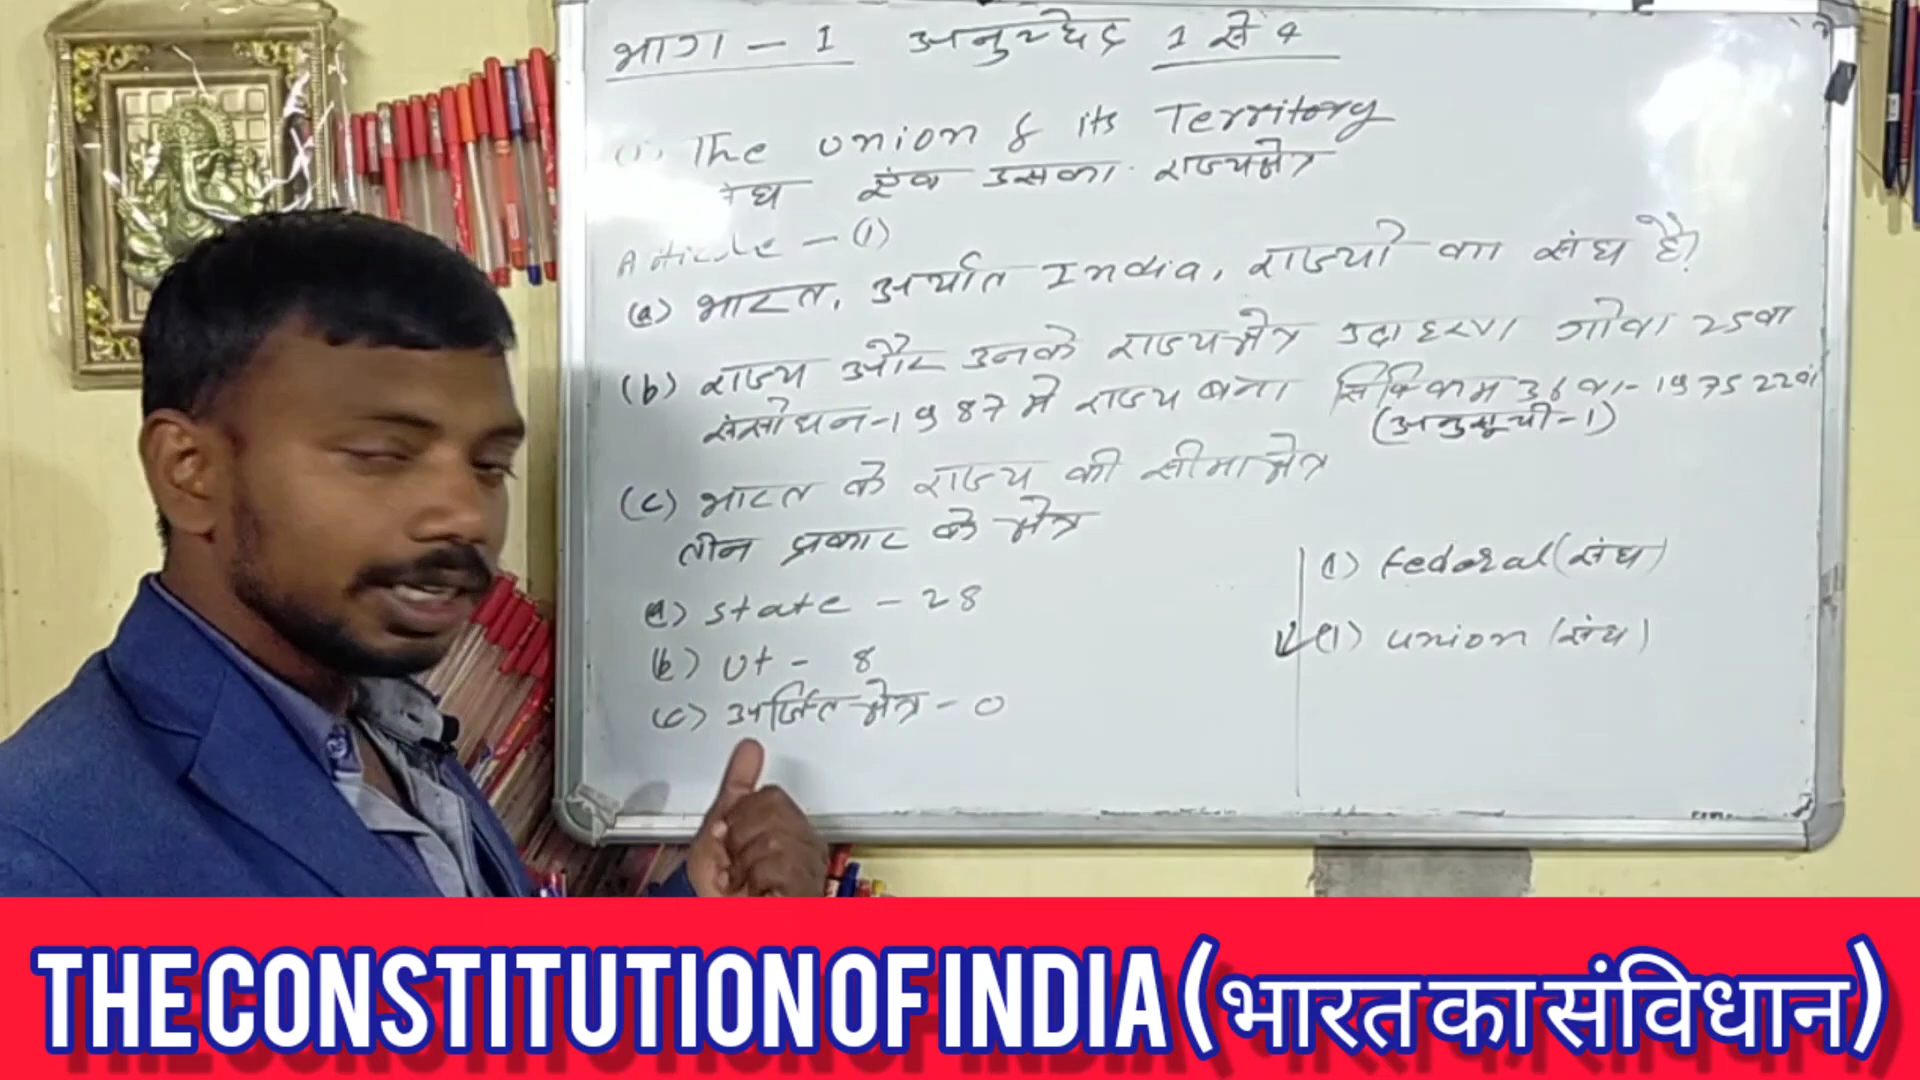 भाग - 1 अनुच्छेद 1 से 4
(1) The Union & its Territory
संघ एंव उसका राज्यक्षेत्र
Article - (1)
(a) भारत, अर्थात India, राज्यो का संघ है।
(b) राज्य और उनके राज्यक्षेत्र उदाहरण गोवा 25वा
संसोधन-1987 मे राज्य बना सिक्किम 36वा-1975 22वां
(अनुसूची-1)
(c) भारत के राज्य की सीमाक्षेत्र
तीन प्रकार के क्षेत्र
a) state - 28
(b) Ut - 8
(c) अर्जित क्षेत्र - 0
(1) Federal (संघ)
(1) union (संघ)
THE CONSTITUTION OF INDIA (भारत का संविधान)